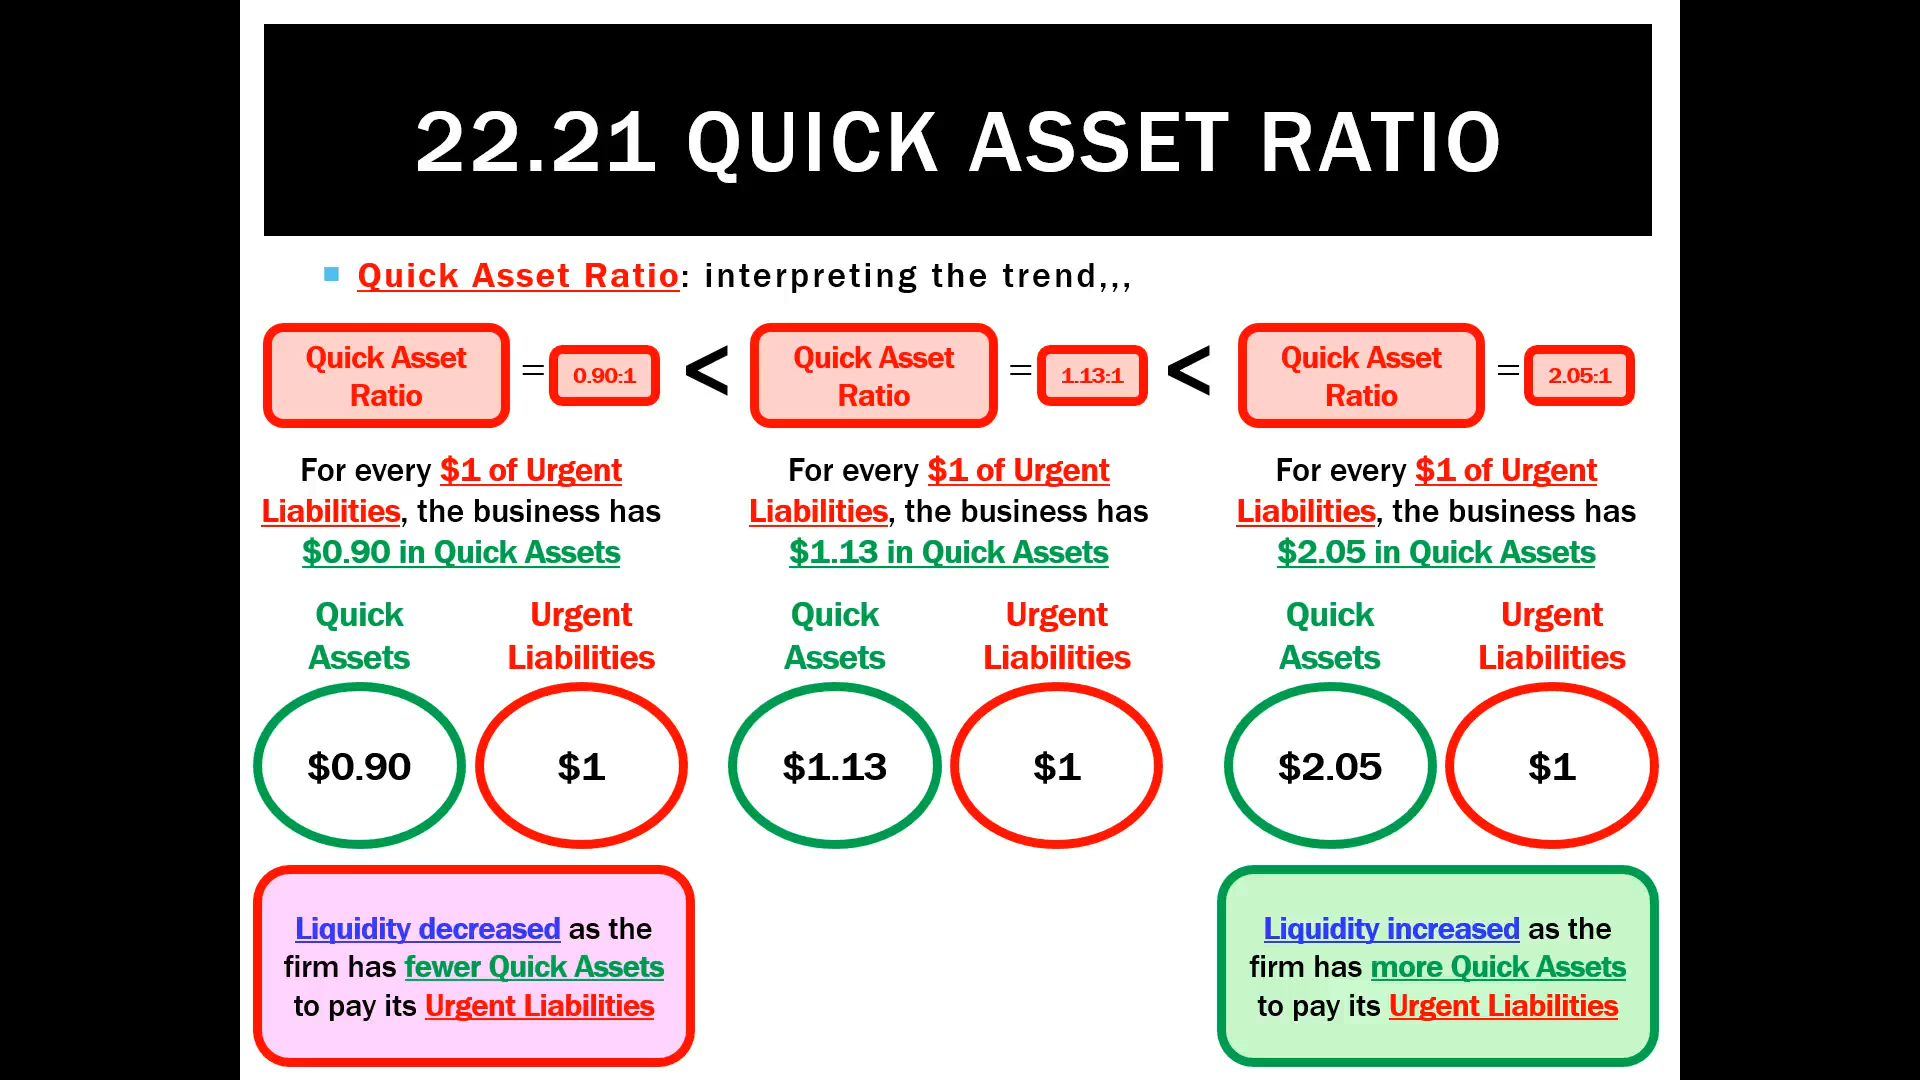 22.21 QUICK ASSET RATIO
Quick Asset Ratio: interpreting the trend,,,
Quick Asset
Ratio
= 0.90:1
<
Quick Asset
Ratio
= 1.13:1
<
Quick Asset
Ratio
= 2.05:1
For every $1 of Urgent
Liabilities, the business has
$0.90 in Quick Assets
For every $1 of Urgent
Liabilities, the business has
$1.13 in Quick Assets
For every $1 of Urgent
Liabilities, the business has
$2.05 in Quick Assets
Quick
Assets
Urgent
Liabilities
Quick
Assets
Urgent
Liabilities
Quick
Assets
Urgent
Liabilities
$0.90
$1
$1.13
$1
$2.05
$1
Liquidity decreased as the
firm has fewer Quick Assets
to pay its Urgent Liabilities
Liquidity increased as the
firm has more Quick Assets
to pay its Urgent Liabilities